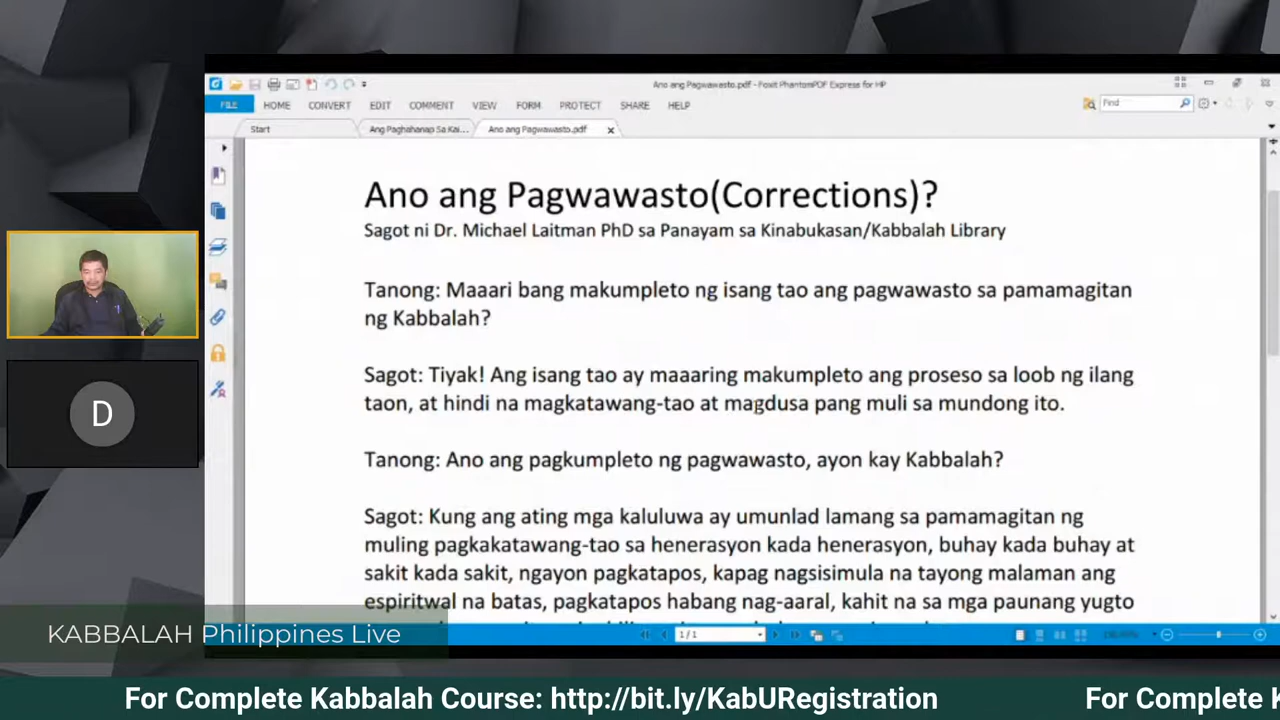 Ano ang Pagwawasto.pdf - Foxit PhantomPDF Express for HP
FILE HOME CONVERT EDIT COMMENT VIEW FORM PROTECT SHARE HELP
Find
Start
Ang Paghahanap Sa Kai...
Ano ang Pagwawasto.pdf
Ano ang Pagwawasto(Corrections)?
Sagot ni Dr. Michael Laitman PhD sa Panayam sa Kinabukasan/Kabbalah Library
Tanong: Maaari bang makumpleto ng isang tao ang pagwawasto sa pamamagitan
ng Kabbalah?
Sagot: Tiyak! Ang isang tao ay maaaring makumpleto ang proseso sa loob ng ilang
taon, at hindi na magkatawang-tao at magdusa pang muli sa mundong ito.
Tanong: Ano ang pagkumpleto ng pagwawasto, ayon kay Kabbalah?
Sagot: Kung ang ating mga kaluluwa ay umunlad lamang sa pamamagitan ng
muling pagkakatawang-tao sa henerasyon kada henerasyon, buhay kada buhay at
sakit kada sakit, ngayon pagkatapos, kapag nagsisimula na tayong malaman ang
espiritwal na batas, pagkatapos habang nag-aaral, kahit na sa mga paunang yugto
1 / 1
D
KABBALAH Philippines Live
For Complete Kabbalah Course: http://bit.ly/KabURegistration
For Complete K